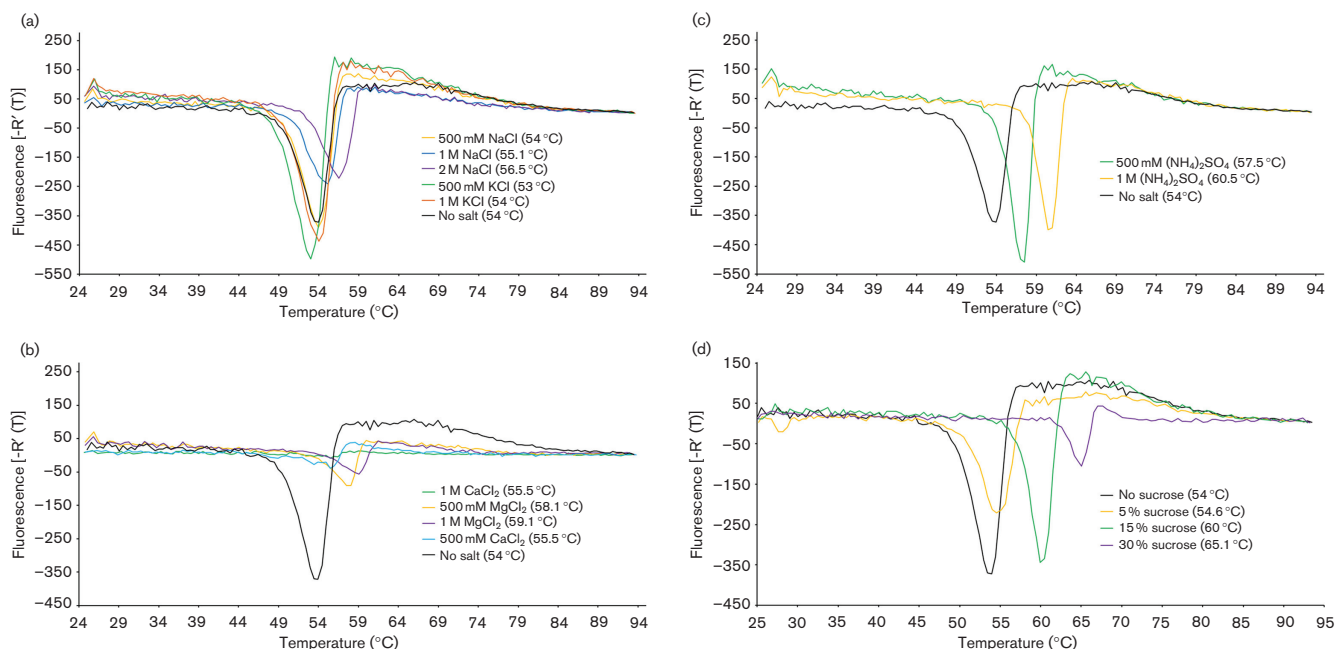 (a)
250
150
50
−50
−150
−250
−350
−450
−550
Fluorescence [-R′ (T)]
500 mM NaCl (54 °C)
1 M NaCl (55.1 °C)
2 M NaCl (56.5 °C)
500 mM KCl (53 °C)
1 M KCl (54 °C)
No salt (54 °C)
24 29 34 39 44 49 54 59 64 69 74 79 84 89 94
Temperature (°C)
(b)
250
150
50
−50
−150
−250
−350
−450
Fluorescence [-R′ (T)]
1 M CaCl₂ (55.5 °C)
500 mM MgCl₂ (58.1 °C)
1 M MgCl₂ (59.1 °C)
500 mM CaCl₂ (55.5 °C)
No salt (54 °C)
24 29 34 39 44 49 54 59 64 69 74 79 84 89 94
Temperature (°C)
(c)
250
150
50
−50
−150
−250
−350
−450
−550
Fluorescence [-R′ (T)]
500 mM (NH₄)₂SO₄ (57.5 °C)
1 M (NH₄)₂SO₄ (60.5 °C)
No salt (54°C)
24 29 34 39 44 49 54 59 64 69 74 79 84 89 94
Temperature (°C)
(d)
150
50
−50
−150
−250
−350
−450
Fluorescence [-R′ (T)]
No sucrose (54 °C)
5 % sucrose (54.6 °C)
15 % sucrose (60 °C)
30 % sucrose (65.1 °C)
25 30 35 40 45 50 55 60 65 70 75 80 85 90 95
Temperature (°C)